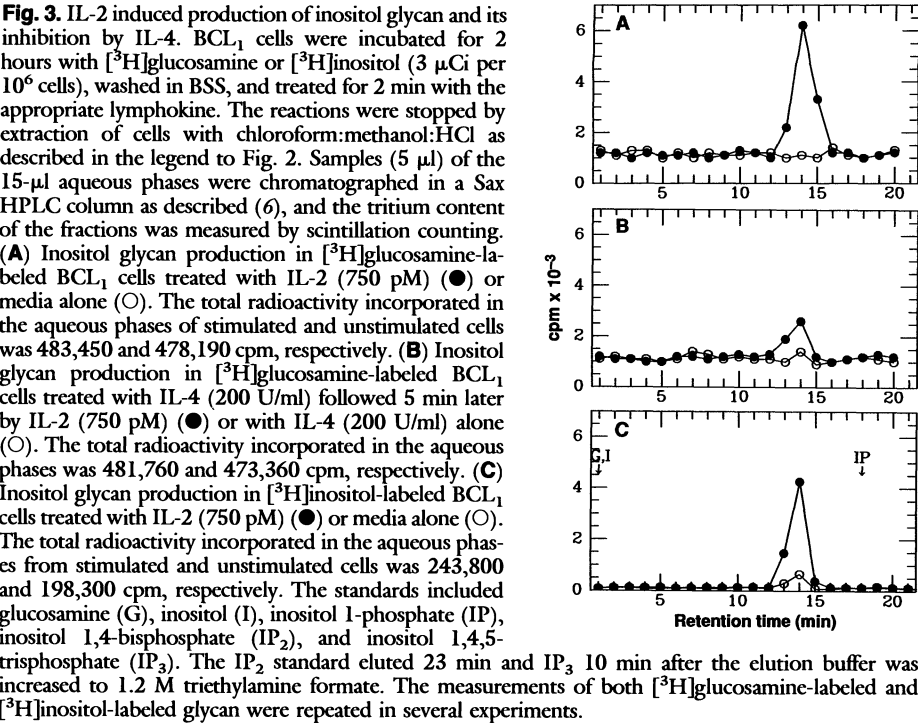 Fig. 3. IL-2 induced production of inositol glycan and its
inhibition by IL-4. BCL₁ cells were incubated for 2
hours with [³H]glucosamine or [³H]inositol (3 μCi per
10⁶ cells), washed in BSS, and treated for 2 min with the
appropriate lymphokine. The reactions were stopped by
extraction of cells with chloroform:methanol:HCl as
described in the legend to Fig. 2. Samples (5 μl) of the
15-μl aqueous phases were chromatographed in a Sax
HPLC column as described (6), and the tritium content
of the fractions was measured by scintillation counting.
(A) Inositol glycan production in [³H]glucosamine-la-
beled BCL₁ cells treated with IL-2 (750 pM) (●) or
media alone (○). The total radioactivity incorporated in
the aqueous phases of stimulated and unstimulated cells
was 483,450 and 478,190 cpm, respectively. (B) Inositol
glycan production in [³H]glucosamine-labeled BCL₁
cells treated with IL-4 (200 U/ml) followed 5 min later
by IL-2 (750 pM) (●) or with IL-4 (200 U/ml) alone
(○). The total radioactivity incorporated in the aqueous
phases was 481,760 and 473,360 cpm, respectively. (C)
Inositol glycan production in [³H]inositol-labeled BCL₁
cells treated with IL-2 (750 pM) (●) or media alone (○).
The total radioactivity incorporated in the aqueous phas-
es from stimulated and unstimulated cells was 243,800
and 198,300 cpm, respectively. The standards included
glucosamine (G), inositol (I), inositol 1-phosphate (IP),
inositol 1,4-bisphosphate (IP₂), and inositol 1,4,5-
trisphosphate (IP₃). The IP₂ standard eluted 23 min and IP₃ 10 min after the elution buffer was
increased to 1.2 M triethylamine formate. The measurements of both [³H]glucosamine-labeled and
[³H]inositol-labeled glycan were repeated in several experiments.
A
6
4
2
0
5 10 15 20
B
6
4
2
0
5 10 15 20
cpm x 10⁻³
C
6
G,I IP
4
2
0
5 10 15 20
Retention time (min)